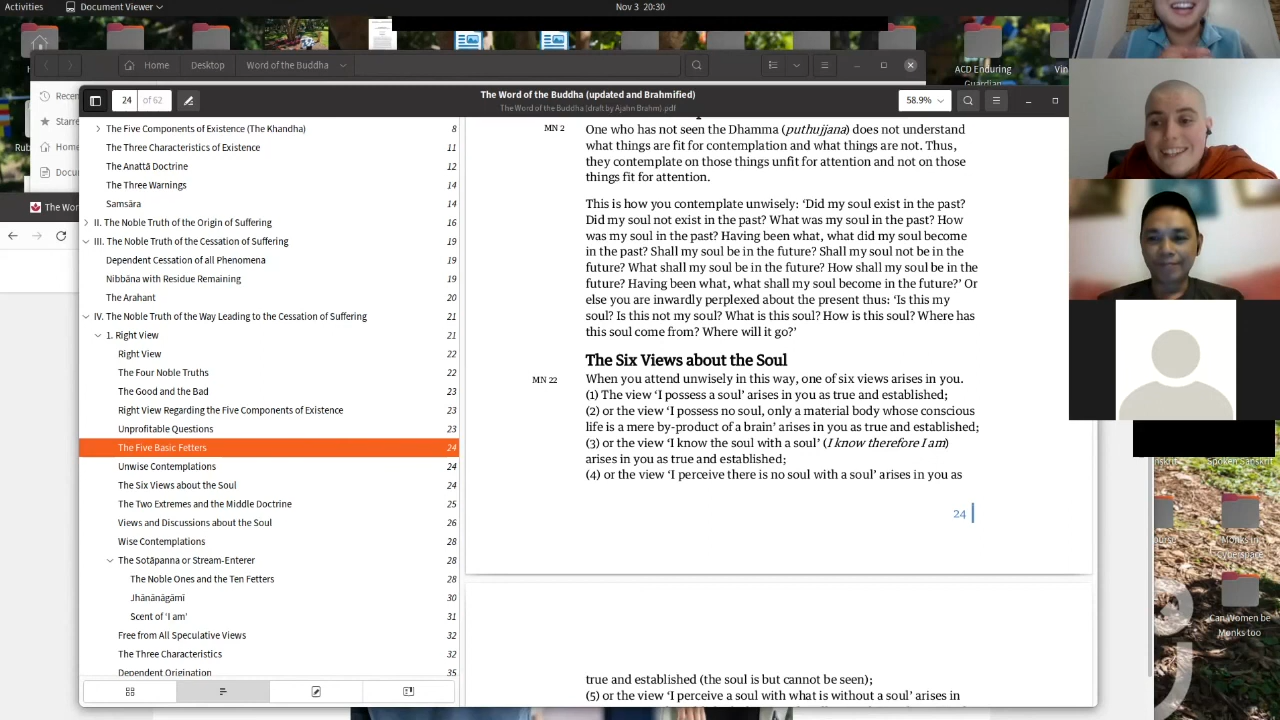 Activities
Document Viewer
Nov 3 20:30
Home
Desktop
Word of the Buddha
ACD Enduring
Guardian
Vin
Recen
Starre
Home
Docu
Rub
The Wor
24 of 62
The Word of the Buddha (updated and Brahmified)
The Word of the Buddha (draft by Ajahn Brahm).pdf
58.9%
The Five Components of Existence (The Khandha) 8
The Three Characteristics of Existence 11
The Anattā Doctrine 12
The Three Warnings 14
Saṃsāra 14
II. The Noble Truth of the Origin of Suffering 16
III. The Noble Truth of the Cessation of Suffering 19
Dependent Cessation of all Phenomena 19
Nibbāna with Residue Remaining 19
The Arahant 20
IV. The Noble Truth of the Way Leading to the Cessation of Suffering 21
1. Right View 21
Right View 22
The Four Noble Truths 22
The Good and the Bad 23
Right View Regarding the Five Components of Existence 23
Unprofitable Questions 23
The Five Basic Fetters 24
Unwise Contemplations 24
The Six Views about the Soul 24
The Two Extremes and the Middle Doctrine 25
Views and Discussions about the Soul 26
Wise Contemplations 28
The Sotāpanna or Stream-Enterer 28
The Noble Ones and the Ten Fetters 28
Jhānānāgāmī 30
Scent of ‘I am’ 31
Free from All Speculative Views 32
The Three Characteristics 32
Dependent Origination 35
MN 2
One who has not seen the Dhamma (puthujjana) does not understand
what things are fit for contemplation and what things are not. Thus,
they contemplate on those things unfit for attention and not on those
things fit for attention.
This is how you contemplate unwisely: ‘Did my soul exist in the past?
Did my soul not exist in the past? What was my soul in the past? How
was my soul in the past? Having been what, what did my soul become
in the past? Shall my soul be in the future? Shall my soul not be in the
future? What shall my soul be in the future? How shall my soul be in the
future? Having been what, what shall my soul become in the future?’ Or
else you are inwardly perplexed about the present thus: ‘Is this my
soul? Is this not my soul? What is this soul? How is this soul? Where has
this soul come from? Where will it go?’
The Six Views about the Soul
MN 22
When you attend unwisely in this way, one of six views arises in you.
(1) The view ‘I possess a soul’ arises in you as true and established;
(2) or the view ‘I possess no soul, only a material body whose conscious
life is a mere by-product of a brain’ arises in you as true and established;
(3) or the view ‘I know the soul with a soul’ (I know therefore I am)
arises in you as true and established;
(4) or the view ‘I perceive there is no soul with a soul’ arises in you as
24
true and established (the soul is but cannot be seen);
(5) or the view ‘I perceive a soul with what is without a soul’ arises in
Spoken Sanskrit
Monks in
Cyberspace
Can Women be
Monks too